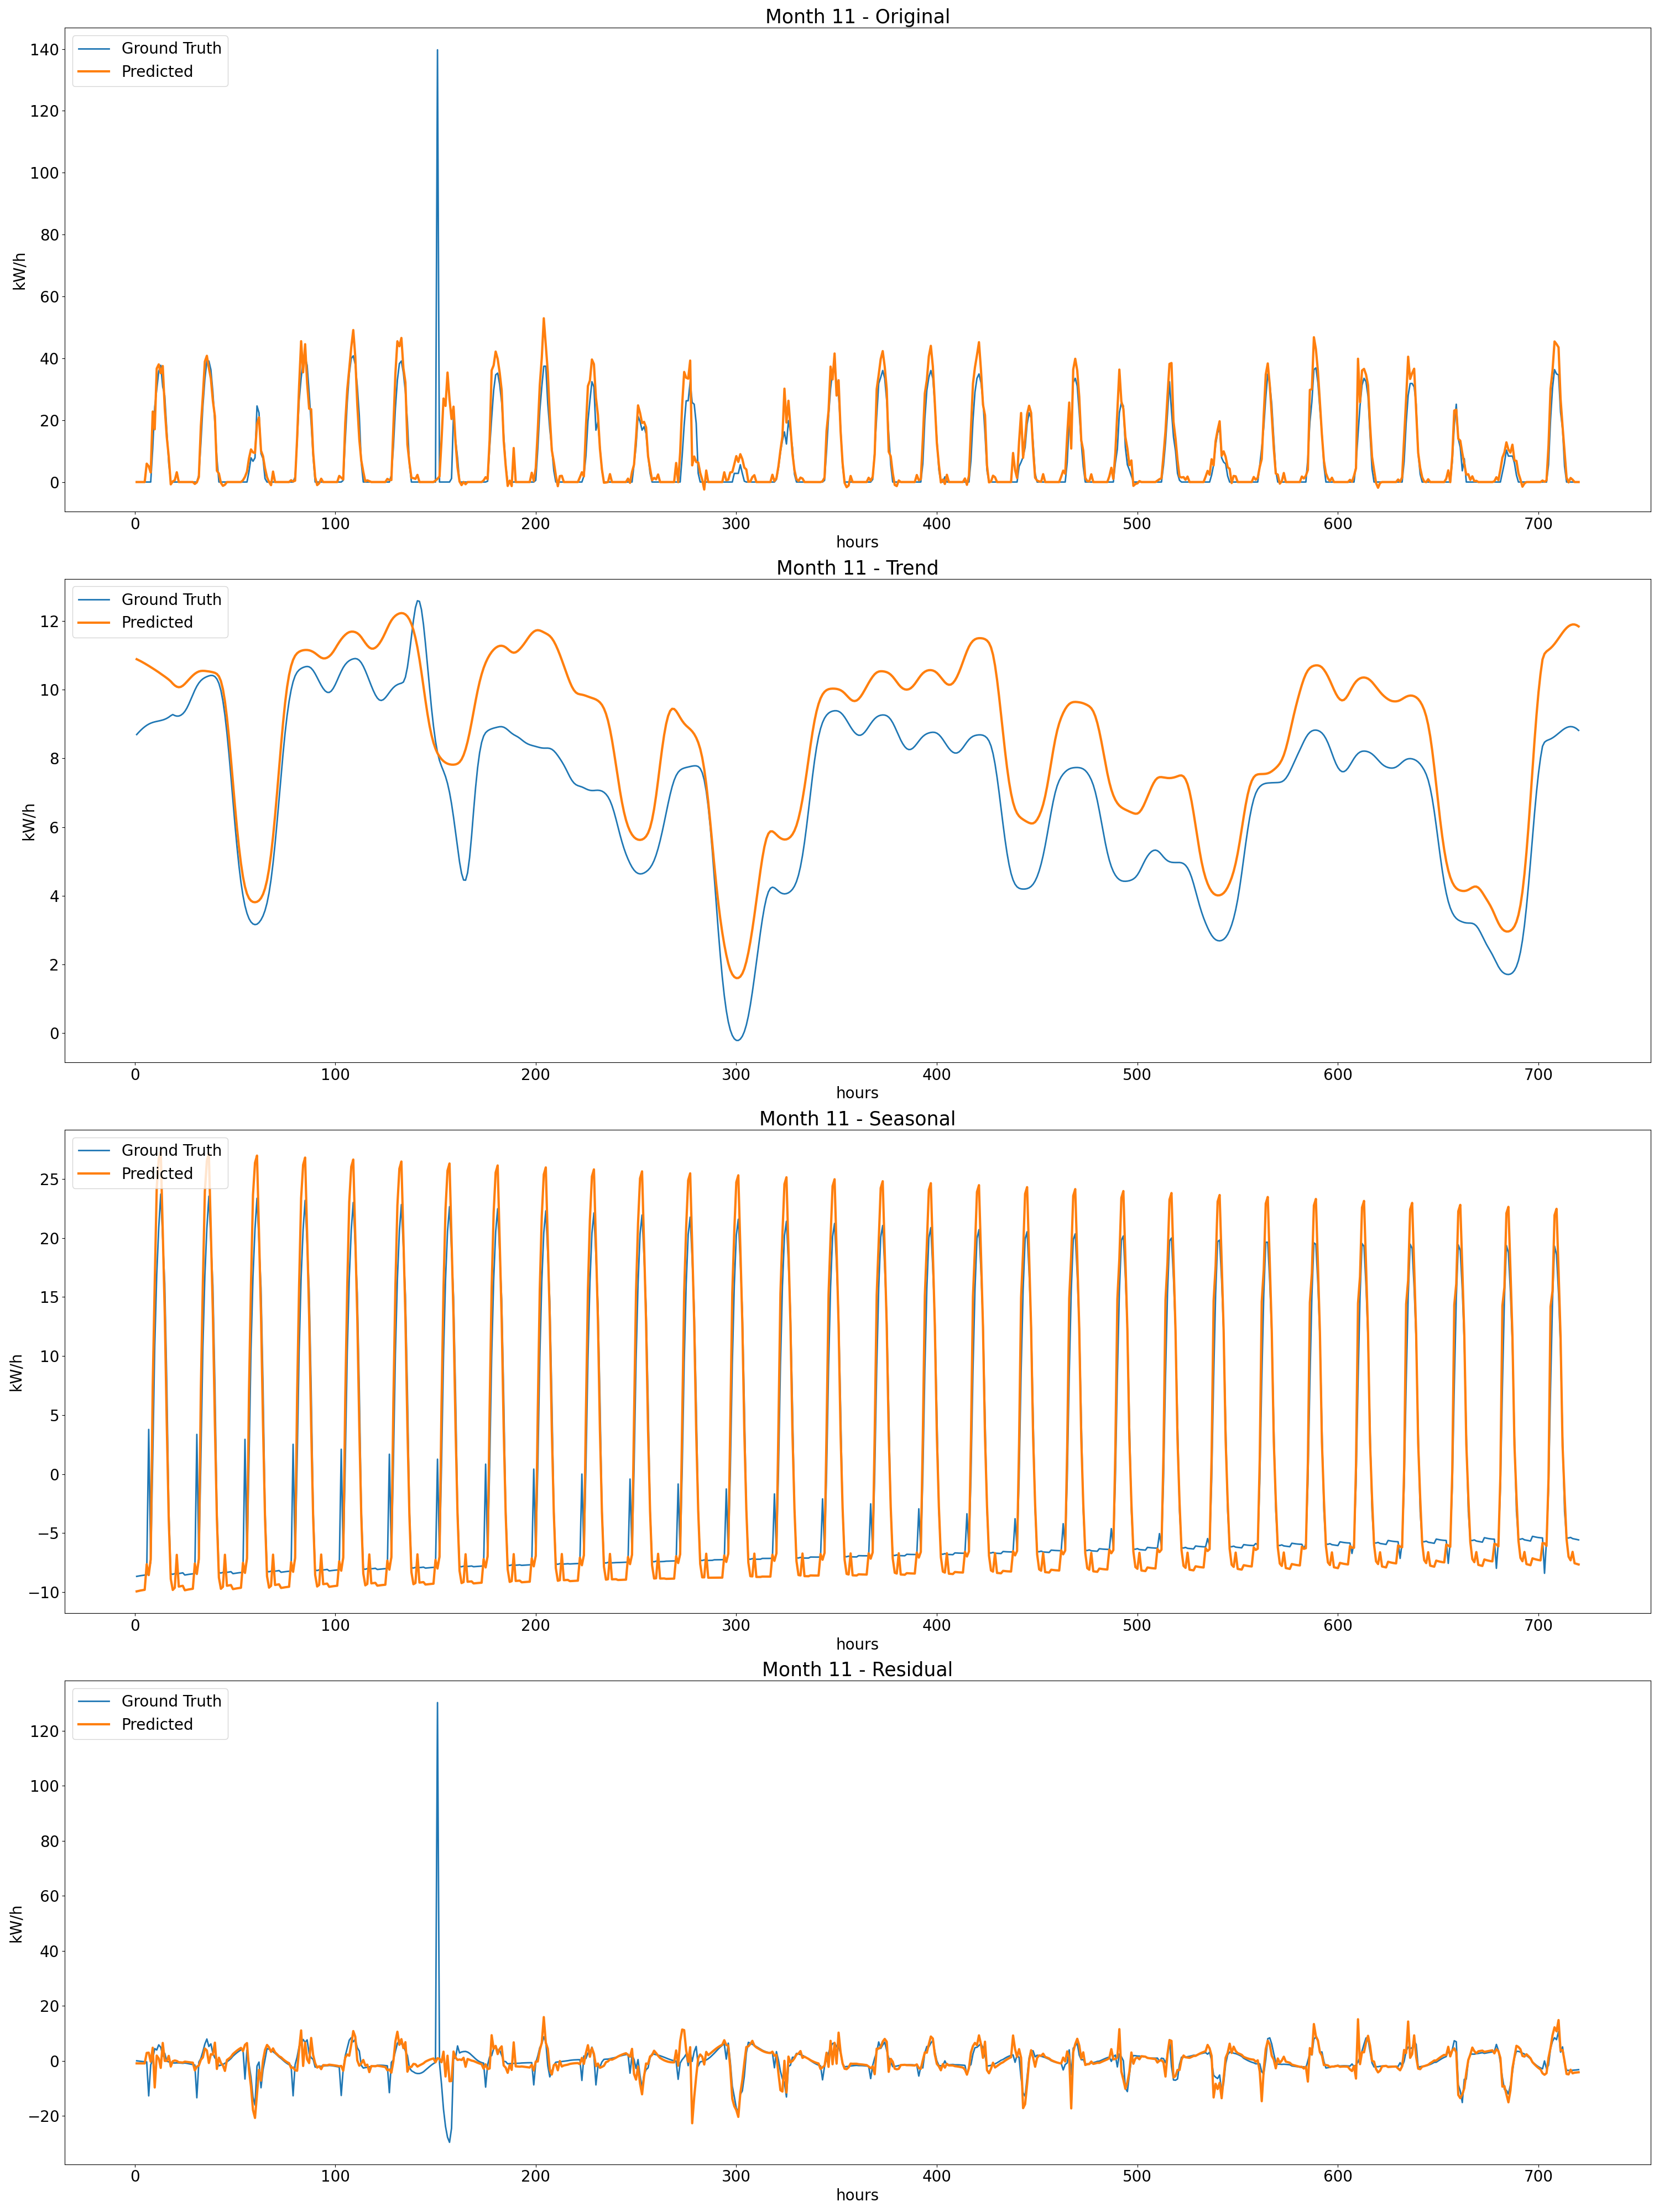 Month 11 - Original
Ground Truth
Predicted
140
120
100
80
60
40
20
0
kW/h
0 100 200 300 400 500 600 700
hours
Month 11 - Trend
Ground Truth
Predicted
12
10
8
6
4
2
0
kW/h
0 100 200 300 400 500 600 700
hours
Month 11 - Seasonal
Ground Truth
Predicted
25
20
15
10
5
0
−5
−10
kW/h
0 100 200 300 400 500 600 700
hours
Month 11 - Residual
Ground Truth
Predicted
120
100
80
60
40
20
0
−20
kW/h
0 100 200 300 400 500 600 700
hours